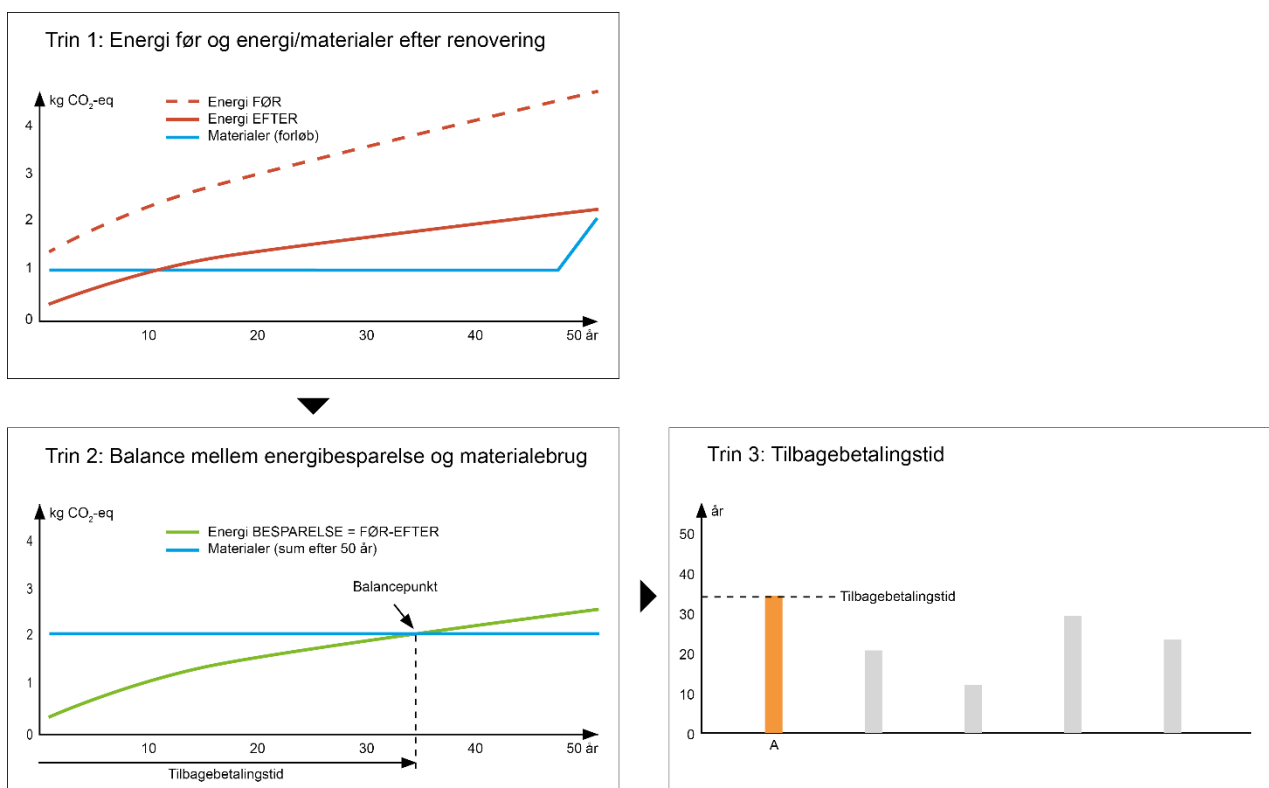 Trin 1: Energi før og energi/materialer efter renovering
kg CO₂-eq
Energi FØR
Energi EFTER
Materialer (forløb)
4
3
2
1
0
10 20 30 40 50 år
Trin 2: Balance mellem energibesparelse og materialebrug
kg CO₂-eq
Energi BESPARELSE = FØR-EFTER
Materialer (sum efter 50 år)
Balancepunkt
4
3
2
1
0
10 20 30 40 50 år
Tilbagebetalingstid
Trin 3: Tilbagebetalingstid
år
50
40
Tilbagebetalingstid
30
20
10
0
A